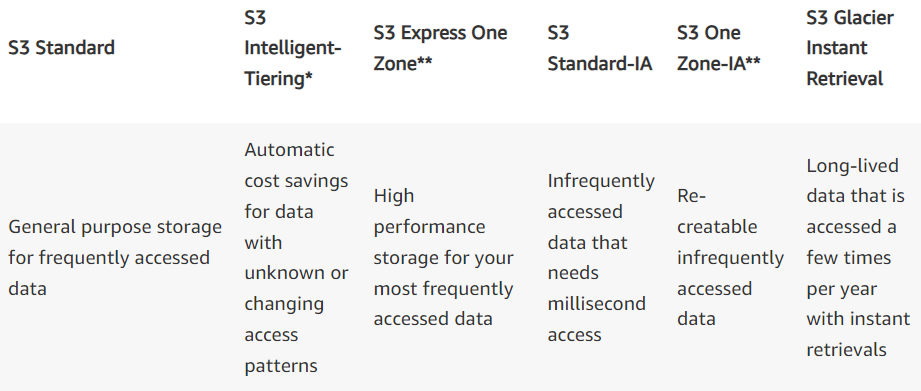 S3 Standard
S3
Intelligent-
Tiering*
S3 Express One
Zone**
S3
Standard-IA
S3 One
Zone-IA**
S3 Glacier
Instant
Retrieval
General purpose storage
for frequently accessed
data
Automatic
cost savings
for data
with
unknown or
changing
access
patterns
High
performance
storage for your
most frequently
accessed data
Infrequently
accessed
data that
needs
millisecond
access
Re-
creatable
infrequently
accessed
data
Long-lived
data that is
accessed a
few times
per year
with instant
retrievals